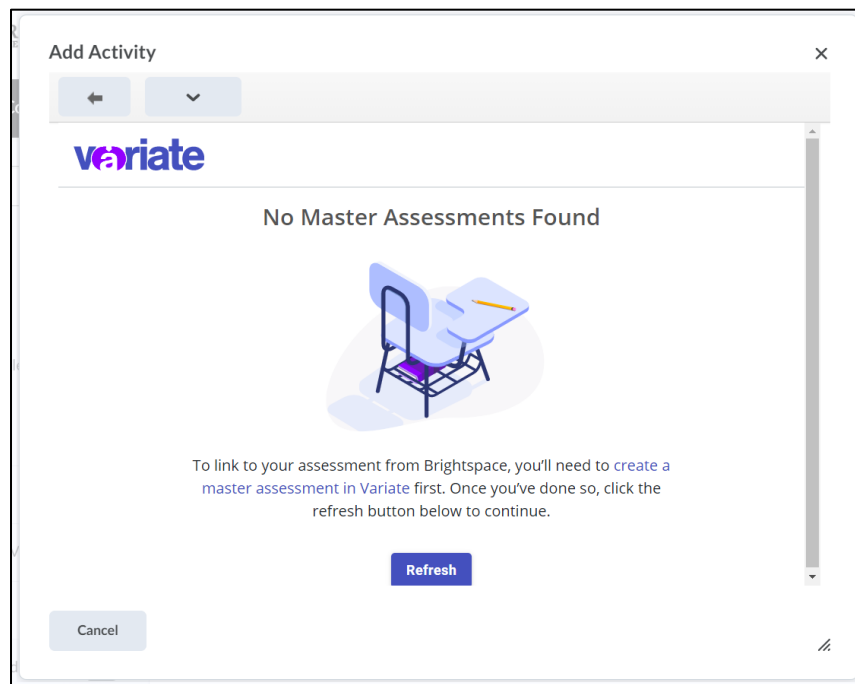 Add Activity
variate
No Master Assessments Found
To link to your assessment from Brightspace, you'll need to create a
master assessment in Variate first. Once you've done so, click the
refresh button below to continue.
Refresh
Cancel